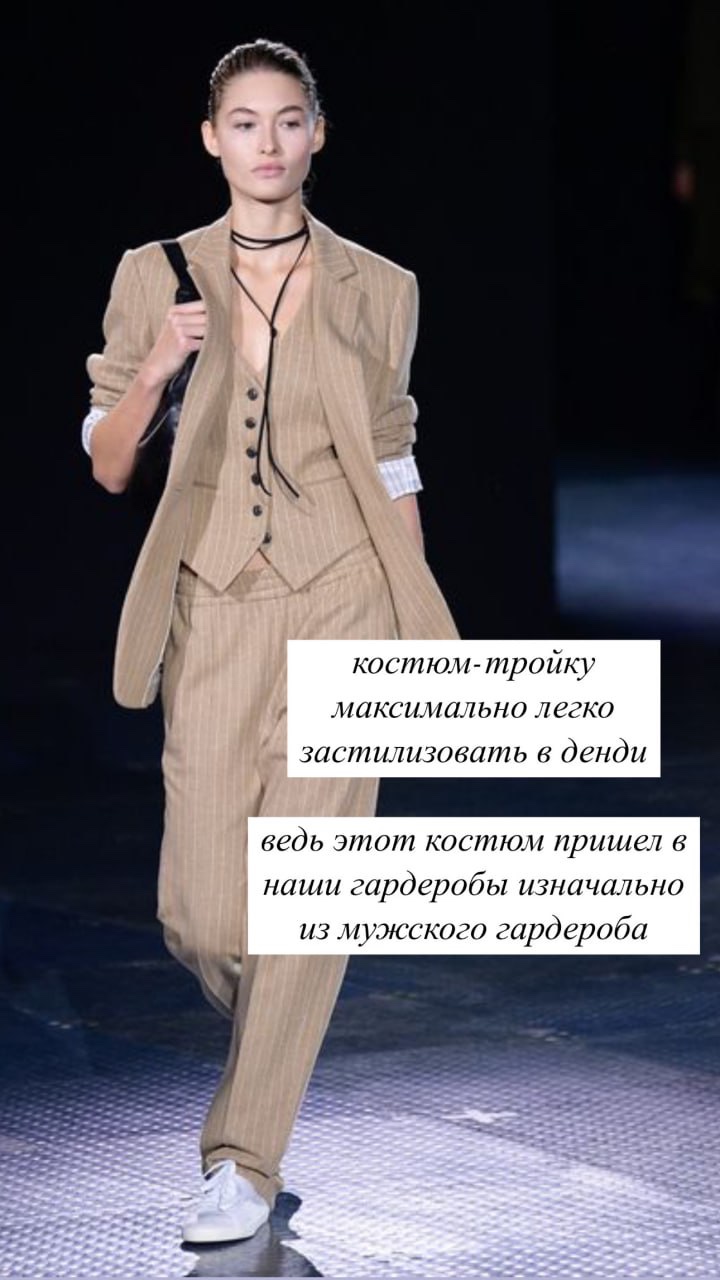 костюм-тройку
максимально легко
застилизовать в денди
ведь этот костюм пришел в
наши гардеробы изначально
из мужского гардероба